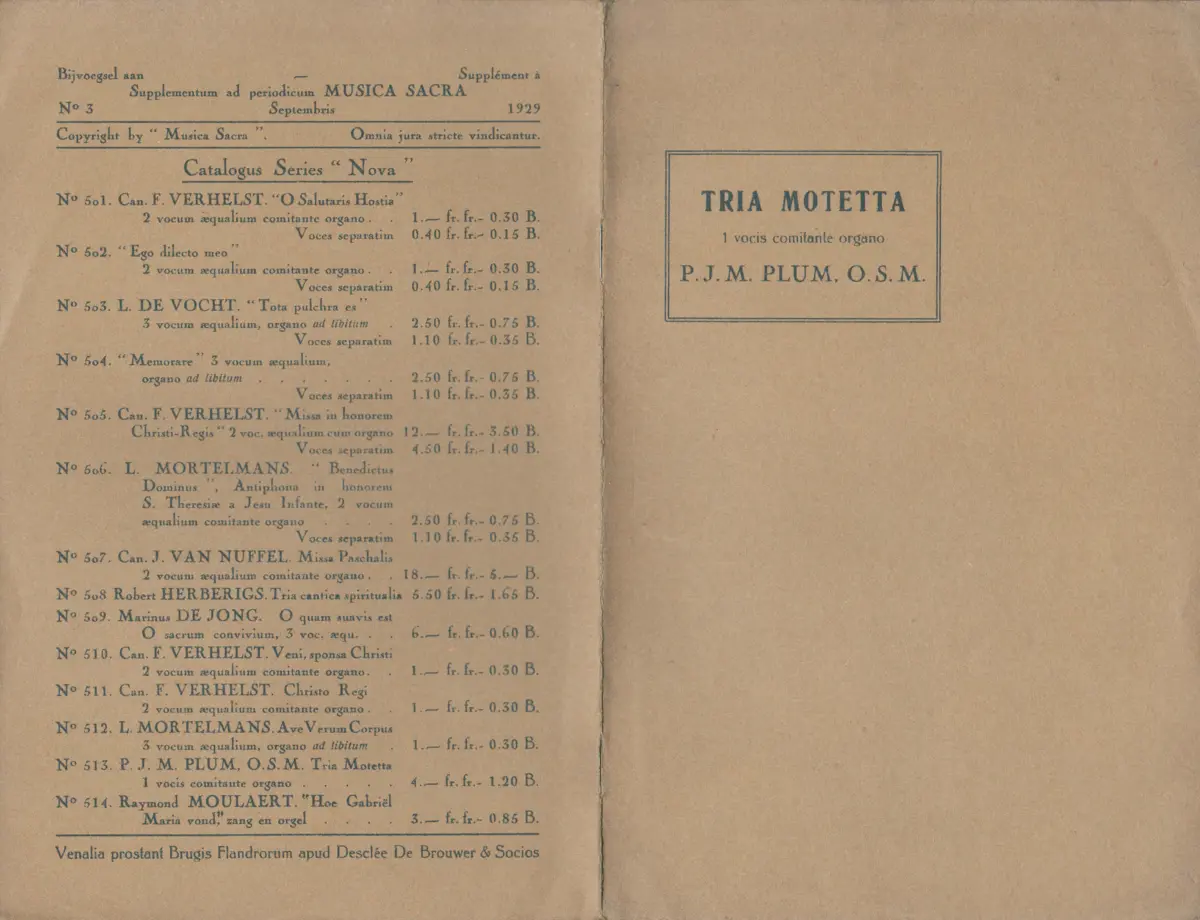 Bijvoegsel aan — Supplément à
Supplementum ad periodicum MUSICA SACRA
Nº 3 Septembris 1929
Copyright by " Musica Sacra ". Omnia jura stricte vindicantur.
Catalogus Series " Nova "
Nº 501. Can. F. VERHELST. "O Salutaris Hostia"
2 vocum æqualium comitante organo . . 1.— fr. fr.- 0.30 B.
Voces separatim 0.40 fr. fr.- 0.15 B.
Nº 502. " Ego dilecto meo "
2 vocum æqualium comitante organo . . 1.— fr. fr.- 0.30 B.
Voces separatim 0.40 fr. fr.- 0.15 B.
Nº 503. L. DE VOCHT. " Tota pulchra es "
3 vocum æqualium, organo ad libitum . 2.50 fr. fr.- 0.75 B.
Voces separatim 1.10 fr. fr.- 0.35 B.
Nº 504. " Memorare " 3 vocum æqualium,
organo ad libitum . . . . . . . 2.50 fr. fr.- 0.75 B.
Voces separatim 1.10 fr. fr.- 0.35 B.
Nº 505. Can. F. VERHELST. " Missa in honorem
Christi-Regis " 2 voc. æqualium cum organo 12.— fr. fr.- 3.50 B.
Voces separatim 4.50 fr. fr.- 1.40 B.
Nº 506. L. MORTELMANS. " Benedictus
Dominus ", Antiphona in honorem
S. Theresiæ a Jesu Infante, 2 vocum
æqualium comitante organo . . . . 2.50 fr. fr.- 0.75 B.
Voces separatim 1.10 fr. fr.- 0.35 B.
Nº 507. Can. J. VAN NUFFEL. Missa Paschalis
2 vocum æqualium comitante organo . . 18.— fr. fr.- 5.— B.
Nº 508 Robert HERBERIGS. Tria cantica spiritualia 5.50 fr. fr.- 1.65 B.
Nº 509. Marinus DE JONG. O quam suavis est
O sacrum convivium, 3 voc. æqu. . . 6.— fr. fr.- 0.60 B.
Nº 510. Can. F. VERHELST. Veni, sponsa Christi
2 vocum æqualium comitante organo. . 1.— fr. fr.- 0.30 B.
Nº 511. Can. F. VERHELST. Christo Regi
2 vocum æqualium comitante organo . . 1.— fr. fr.- 0.30 B.
Nº 512. L. MORTELMANS. Ave Verum Corpus
3 vocum æqualium, organo ad libitum . 1.— fr. fr.- 0.30 B.
Nº 513. P. J. M. PLUM, O.S.M. Tria Motetta
1 vocis comitante organo . . . . . 4.— fr. fr.- 1.20 B.
Nº 514. Raymond MOULAERT. "Hoe Gabriël
Maria vond," zang en orgel . . . . 3.— fr. fr.- 0.85 B.
Venalia prostant Brugis Flandrorum apud Desclée De Brouwer & Socios
TRIA MOTETTA
1 vocis comitante organo
P. J. M. PLUM, O. S. M.